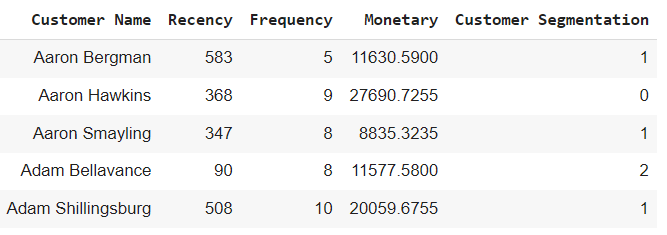 Customer Name Recency Frequency Monetary Customer Segmentation
Aaron Bergman 583 5 11630.5900 1
Aaron Hawkins 368 9 27690.7255 0
Aaron Smayling 347 8 8835.3235 1
Adam Bellavance 90 8 11577.5800 2
Adam Shillingsburg 508 10 20059.6755 1